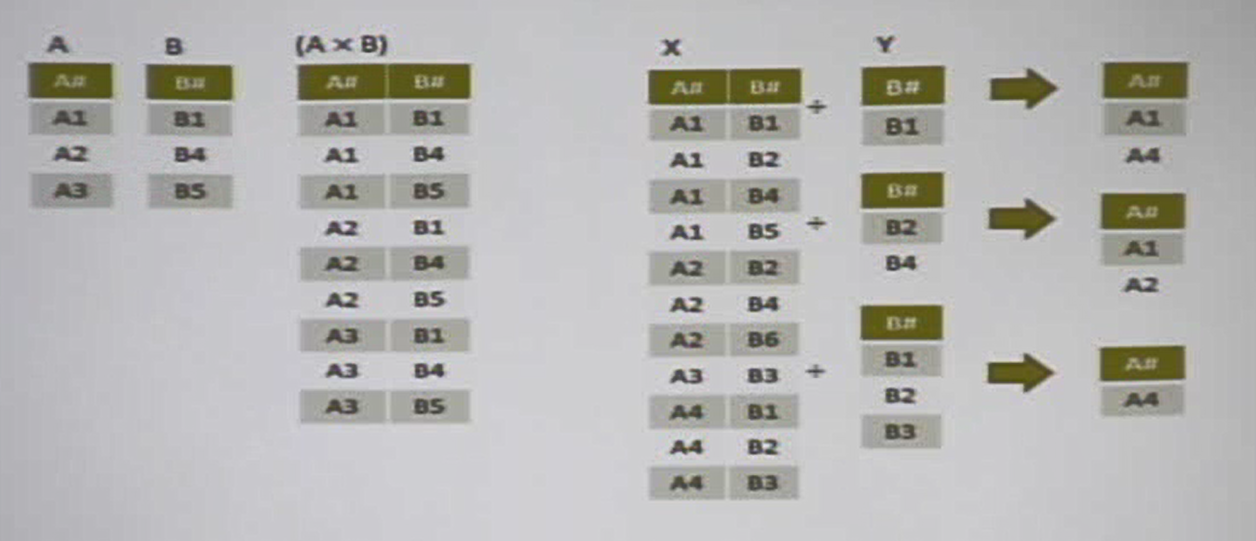 A B (A × B) X Y
A# B# A# B# A# B# B# A#
A1 B1 A1 B1 A1 B1 ÷ B1 A1
A2 B4 A1 B4 A1 B2 A4
A3 B5 A1 B5 A1 B4 B# A#
A2 B1 A1 B5 ÷ B2 A1
A2 B4 A2 B2 B4 A2
A2 B5 A2 B4
A3 B1 A2 B6 B#
A3 B4 A3 B3 ÷ B1 A#
A3 B5 A4 B1 B2 A4
A4 B2 B3
A4 B3